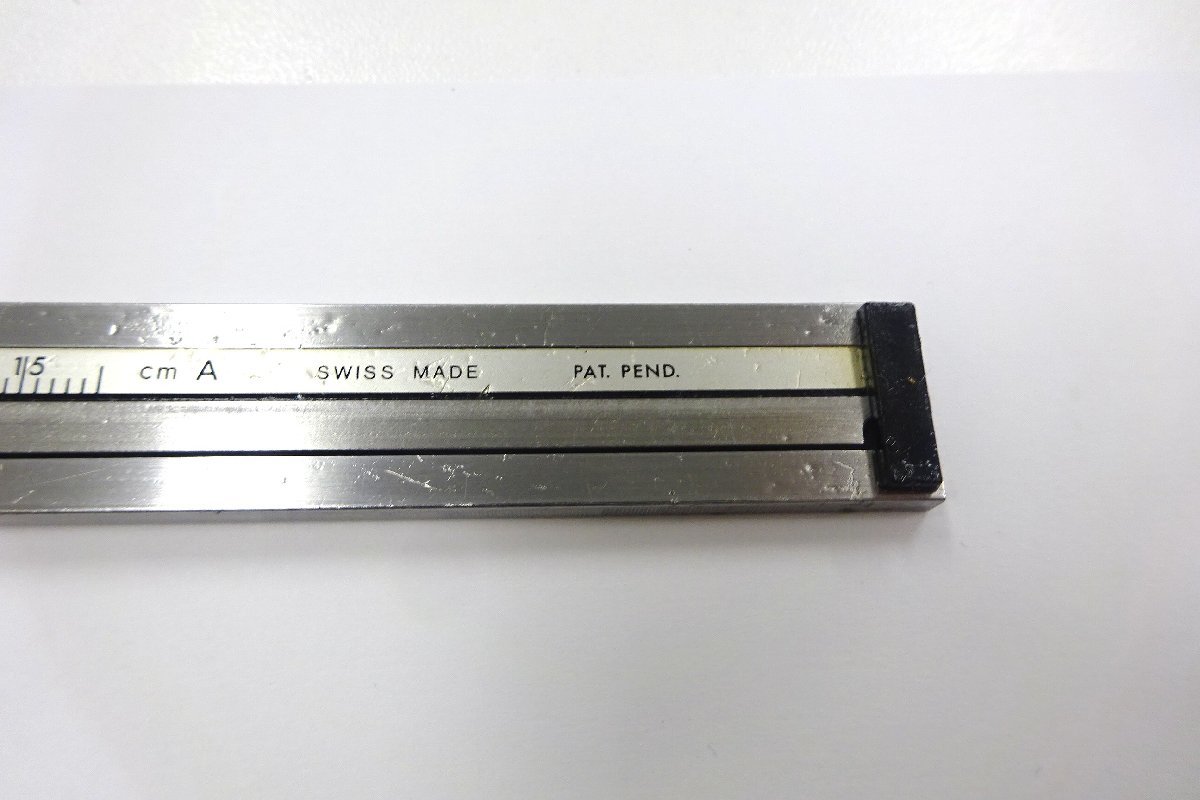 15 cm A SWISS MADE PAT. PEND.